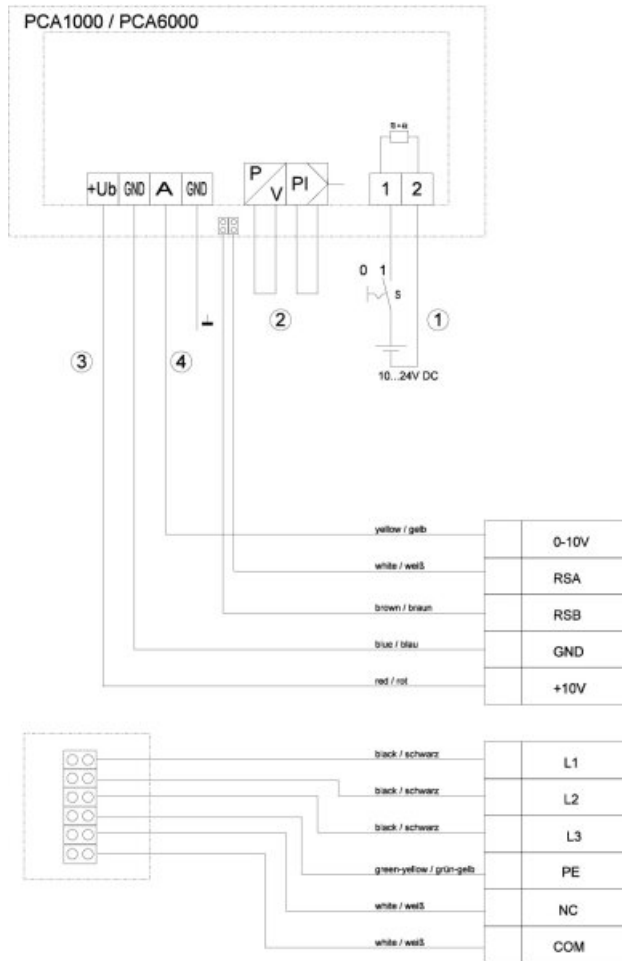 PCA1000 / PCA6000
+Ub GND A GND
P
V
PI
1 2
0 1
S
2
1
3
4
10...24V DC
yellow / gelb
0-10V
white / weiß
RSA
brown / braun
RSB
blue / blau
GND
red / rot
+10V
black / schwarz
L1
black / schwarz
L2
black / schwarz
L3
green-yellow / grün-gelb
PE
white / weiß
NC
white / weiß
COM